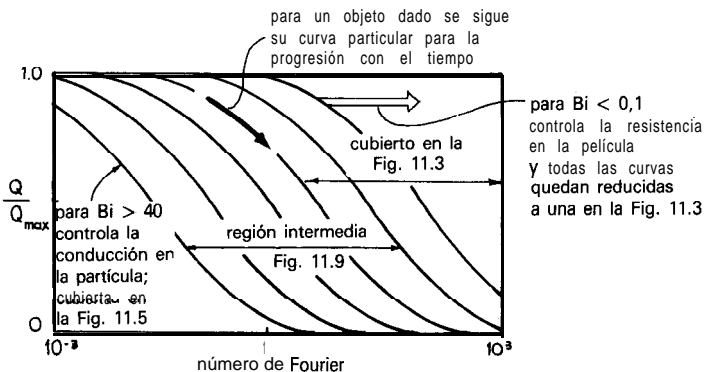 para un objeto dado se sigue
su curva particular para la
progresión con el tiempo
1.0
para Bi < 0,1
controla la resistencia
en la película
y todas las curvas
quedan reducidas
a una en la Fig. 11.3
cubierto en la
Fig. 11.3
Q
Qmax
para Bi > 40
controla la
conducción en
la partícula;
cubierta en
la Fig. 11.5
región intermedia
Fig. 11.9
0
10⁻³
1
10³
número de Fourier